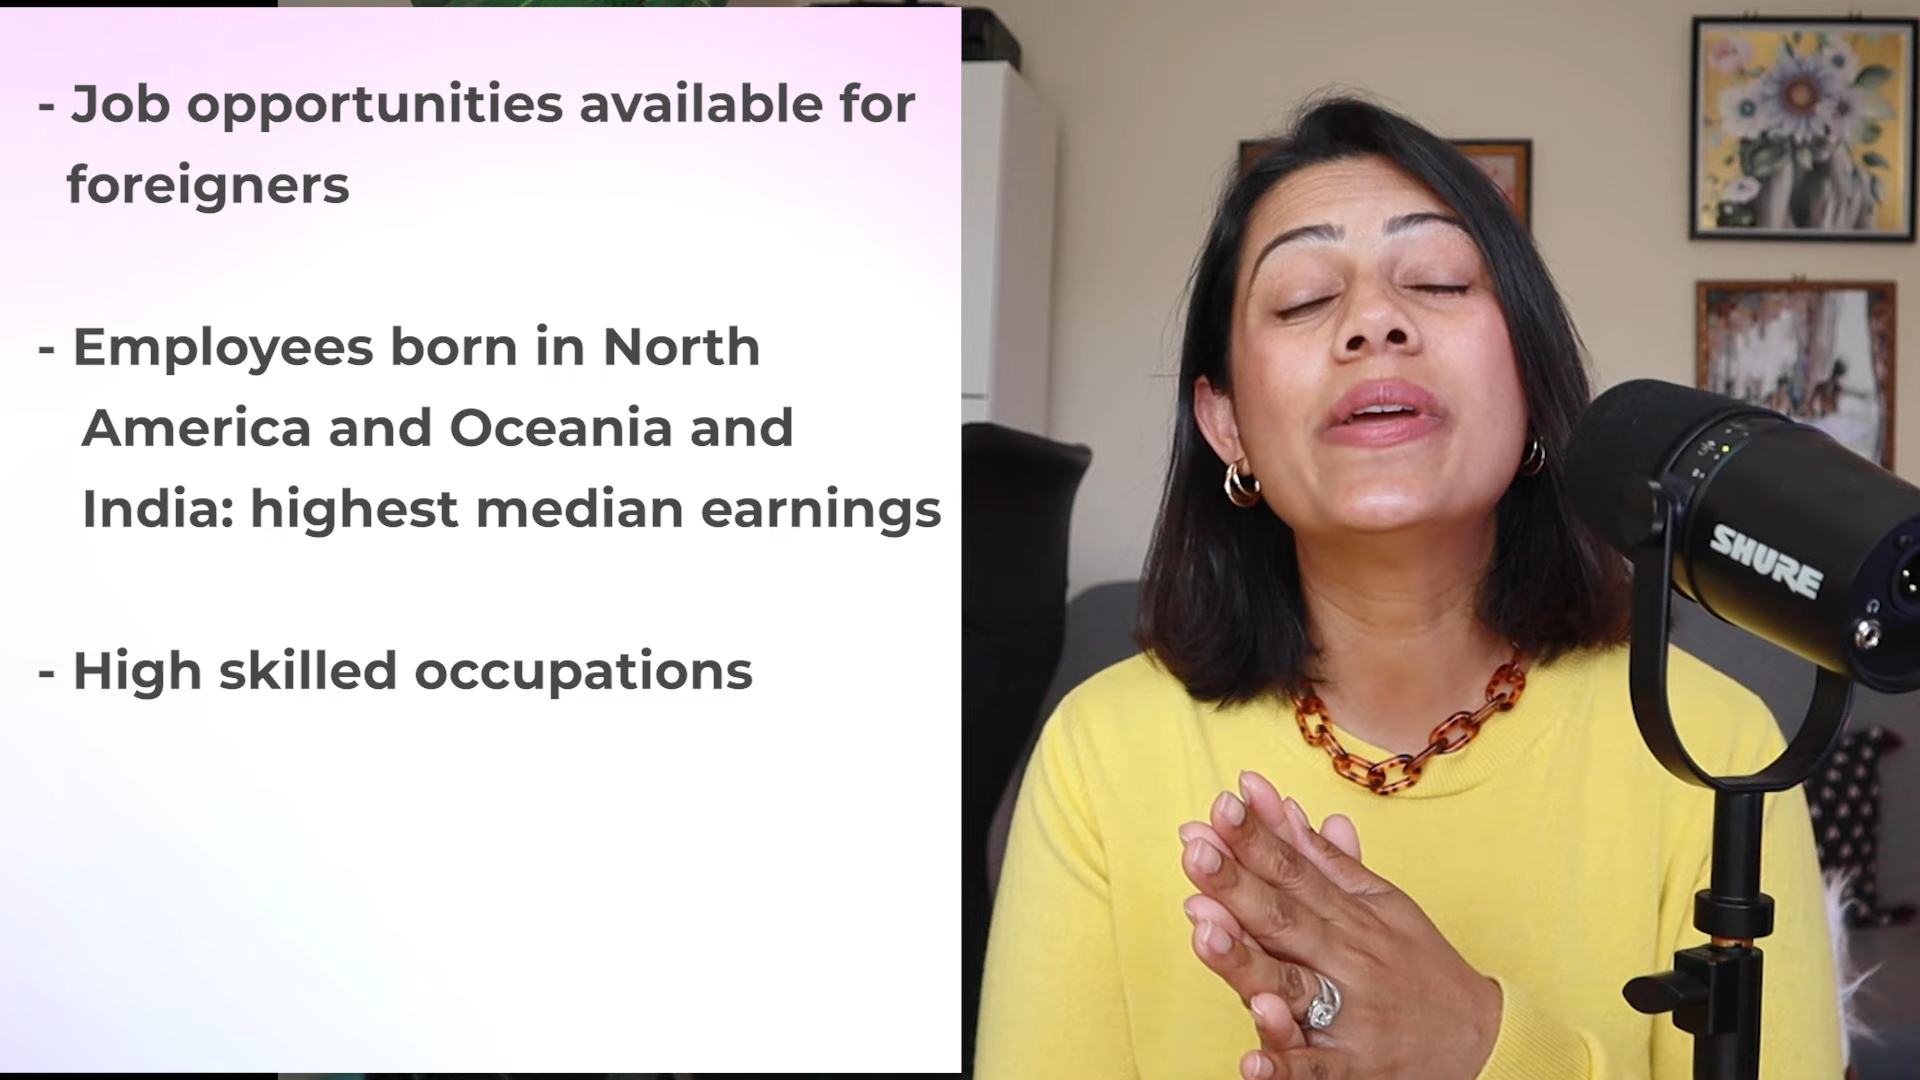 - Job opportunities available for
foreigners
- Employees born in North
America and Oceania and
India: highest median earnings
- High skilled occupations
SHURE